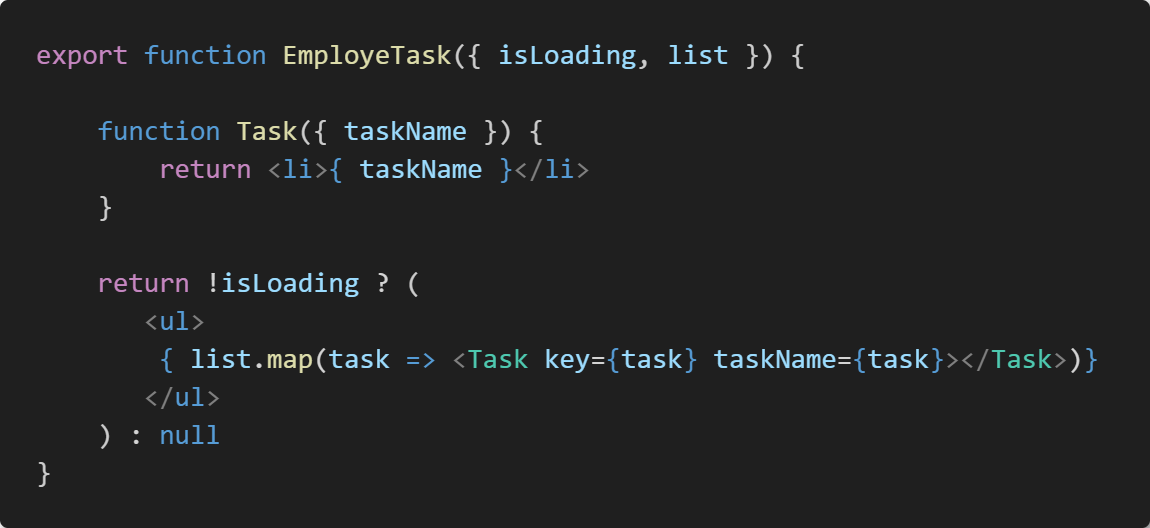 export function EmployeTask({ isLoading, list }) {
function Task({ taskName }) {
return <li>{ taskName }</li>
}
return !isLoading ? (
<ul>
{ list.map(task => <Task key={task} taskName={task}></Task>)}
</ul>
) : null
}